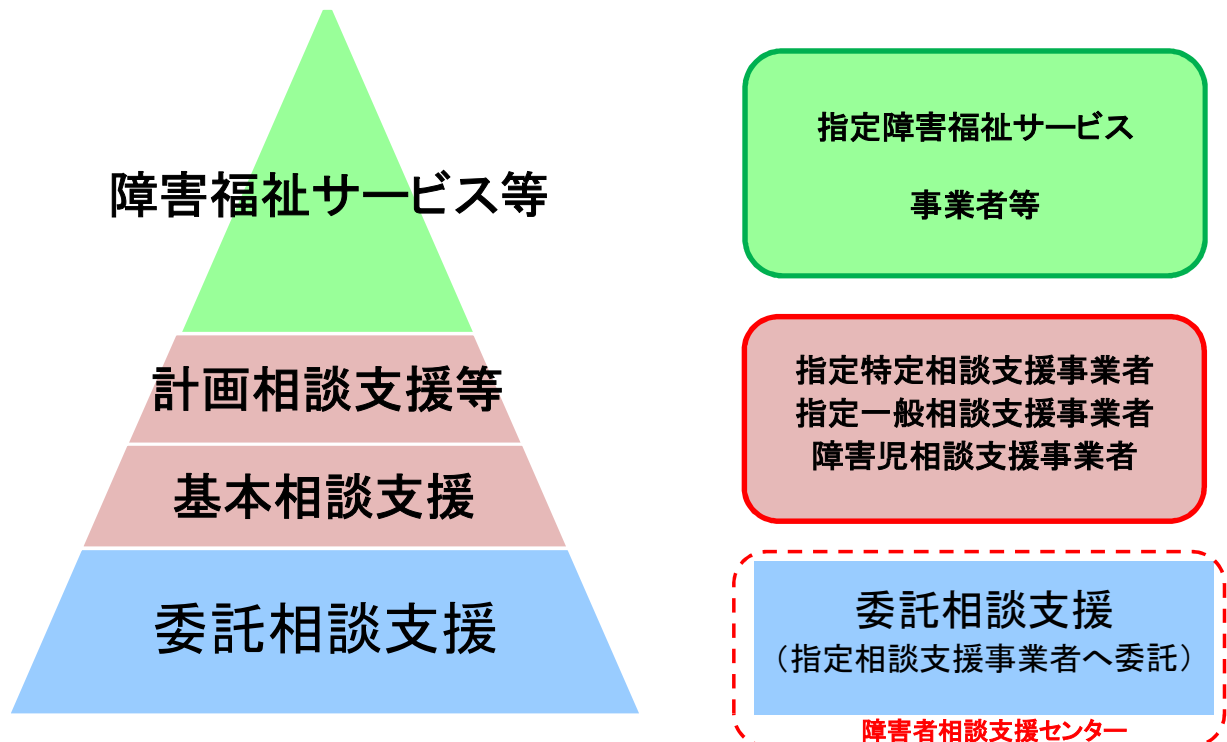 障害福祉サービス等
計画相談支援等
基本相談支援
委託相談支援
指定障害福祉サービス
事業者等
指定特定相談支援事業者
指定一般相談支援事業者
障害児相談支援事業者
委託相談支援
（指定相談支援事業者へ委託）
障害者相談支援センター